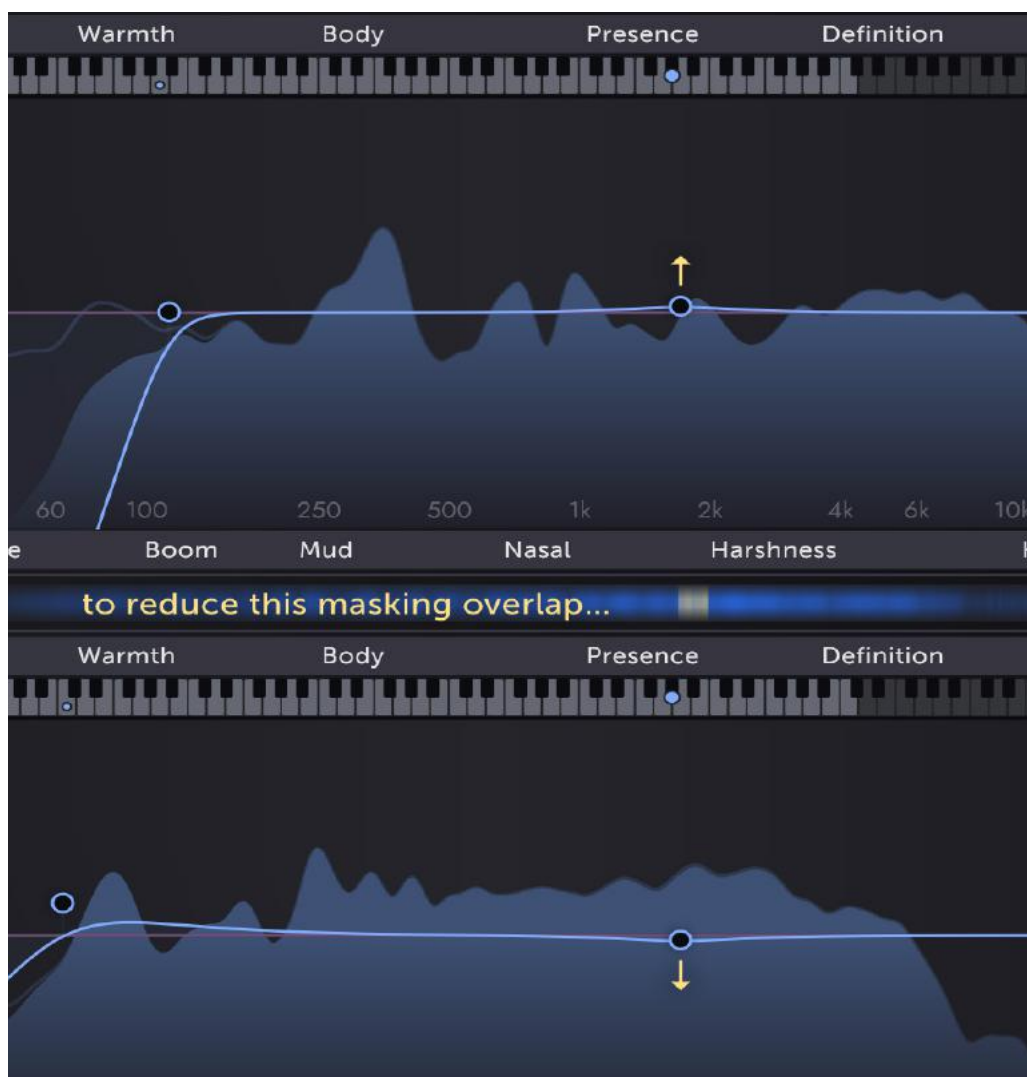 Warmth Body Presence Definition
60 100 250 500 1k 2k 4k 6k 10k
e Boom Mud Nasal Harshness
to reduce this masking overlap...
Warmth Body Presence Definition